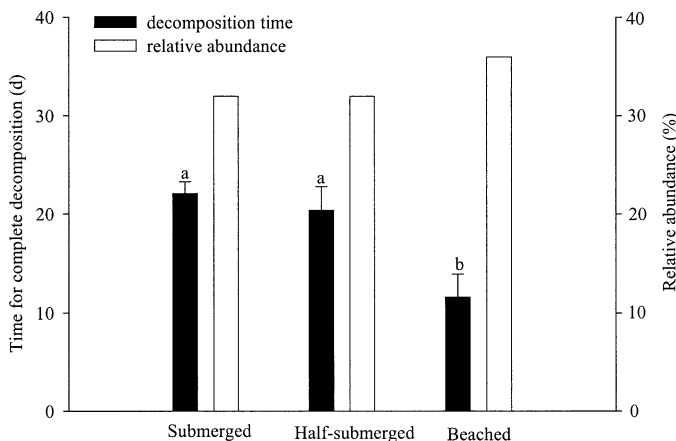 decomposition time
relative abundance
Time for complete decomposition (d)
40
30
20
10
0
a
a
b
40
30
20
10
0
Relative abundance (%)
Submerged
Half-submerged
Beached